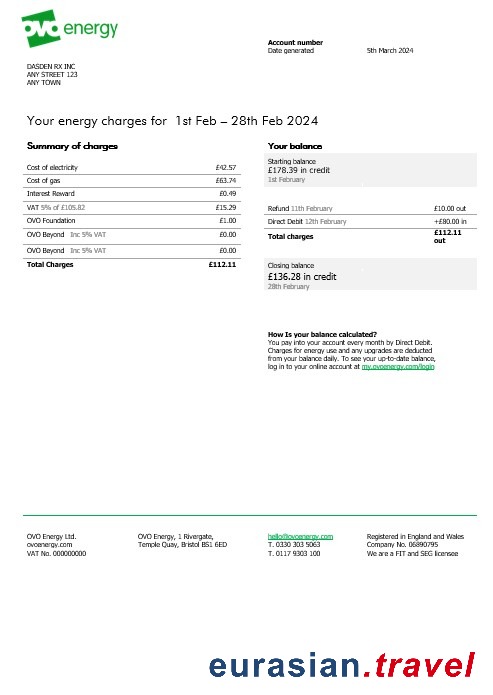 ovo energy
Account number
Date generated 5th March 2024
DASDEN RX INC
ANY STREET 123
ANY TOWN
Your energy charges for 1st Feb – 28th Feb 2024
Summary of charges
Cost of electricity £42.57
Cost of gas £63.74
Interest Reward £0.49
VAT 5% of £105.82 £15.29
OVO Foundation £1.00
OVO Beyond Inc 5% VAT £0.00
OVO Beyond Inc 5% VAT £0.00
Total Charges £112.11
Your balance
Starting balance
£178.39 in credit
1st February
Refund 11th February £10.00 out
Direct Debit 12th February +£80.00 in
Total charges £112.11
out
Closing balance
£136.28 in credit
28th February
How Is your balance calculated?
You pay into your account every month by Direct Debit.
Charges for energy use and any upgrades are deducted
from your balance daily. To see your up-to-date balance,
log in to your online account at my.ovoenergy.com/login
OVO Energy Ltd.
ovoenergy.com
VAT No. 000000000
OVO Energy, 1 Rivergate,
Temple Quay, Bristol BS1 6ED
hello@ovoenergy.com
T. 0330 303 5063
T. 0117 9303 100
Registered in England and Wales
Company No. 06890795
We are a FIT and SEG licensee
eurasian.travel